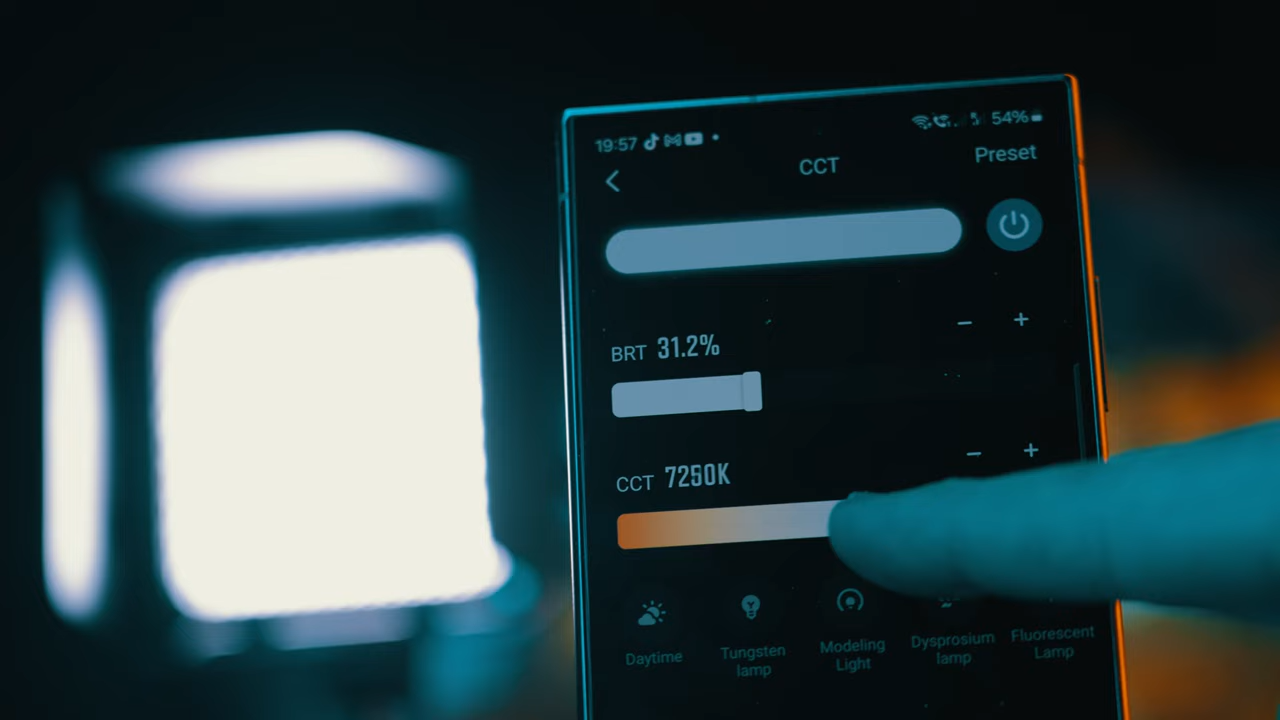 19:57 54%
CCT Preset
BRT 31.2%
CCT 7250K
Daytime
Tungsten
lamp
Modeling
Light
Dysprosium
lamp
Fluorescent
Lamp